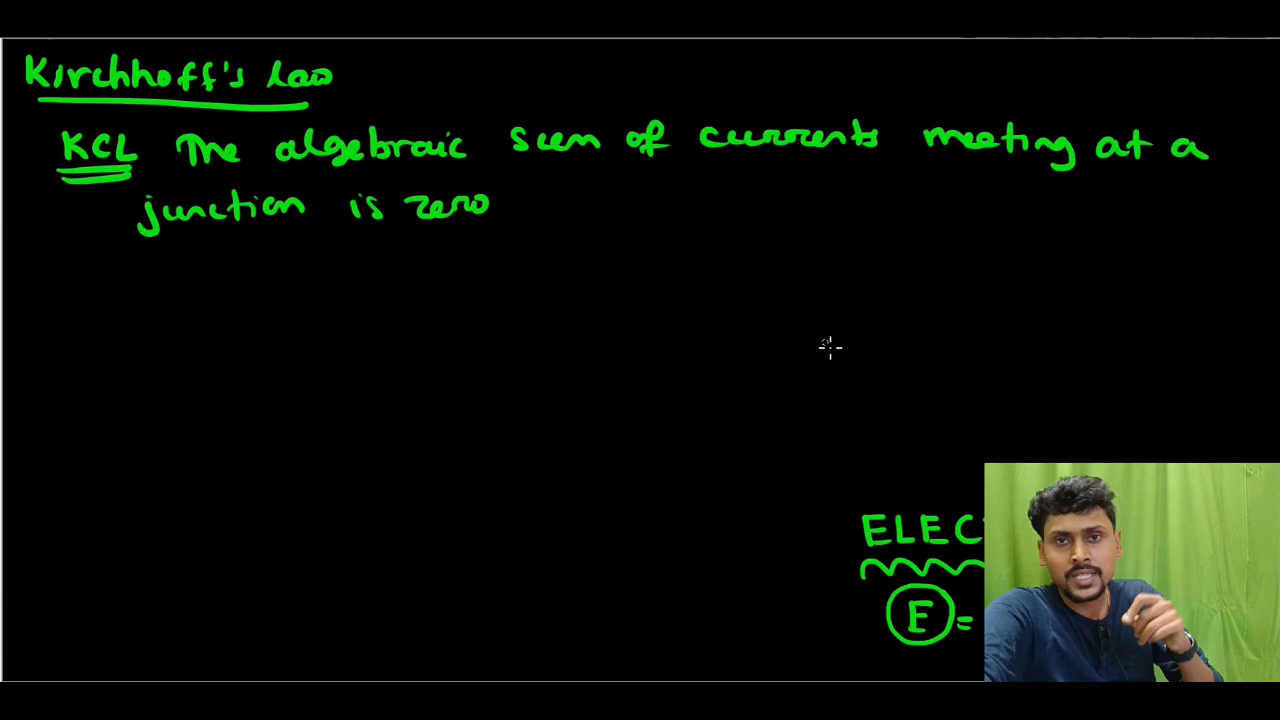 Kirchhoff's Law
KCL The algebraic sum of currents meeting at a
junction is zero
ELEC
E =